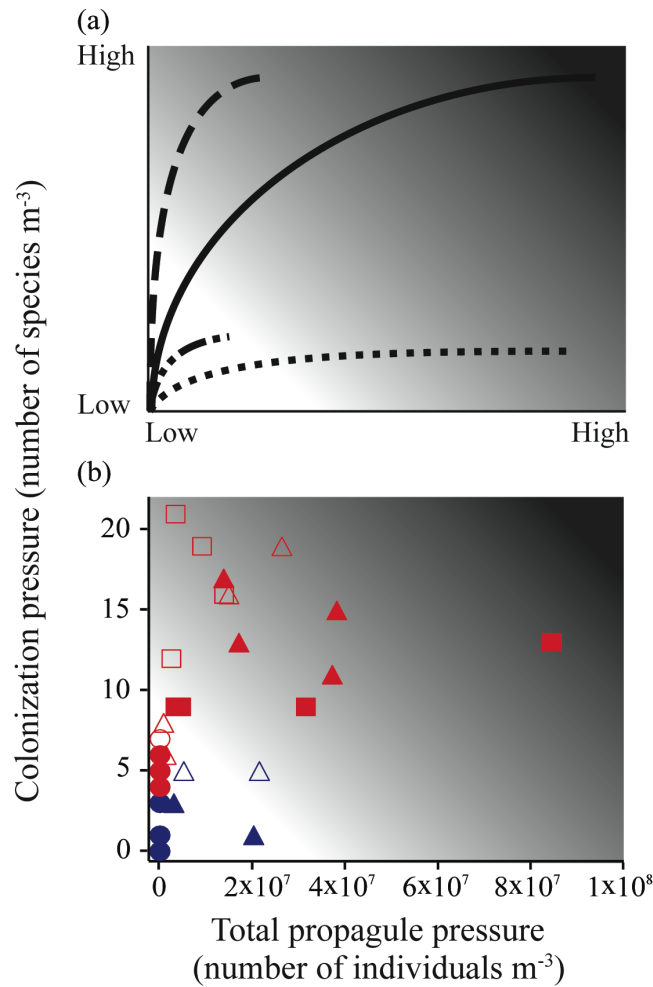 (a)
High
Low
Low High
(b)
20
15
10
5
0
0 2x10⁷ 4x10⁷ 6x10⁷ 8x10⁷ 1x10⁸
Colonization pressure (number of species m⁻³)
Total propagule pressure
(number of individuals m⁻³)